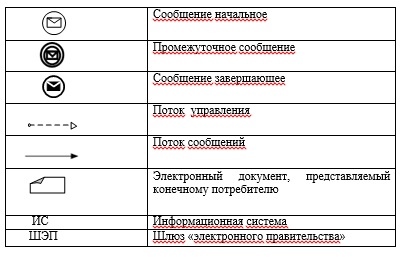 Сообщение начальное
Промежуточное сообщение
Сообщение завершающее
Поток управления
Поток сообщений
Электронный документ, представляемый
конечному потребителю
ИС Информационная система
ШЭП Шлюз «электронного правительства»